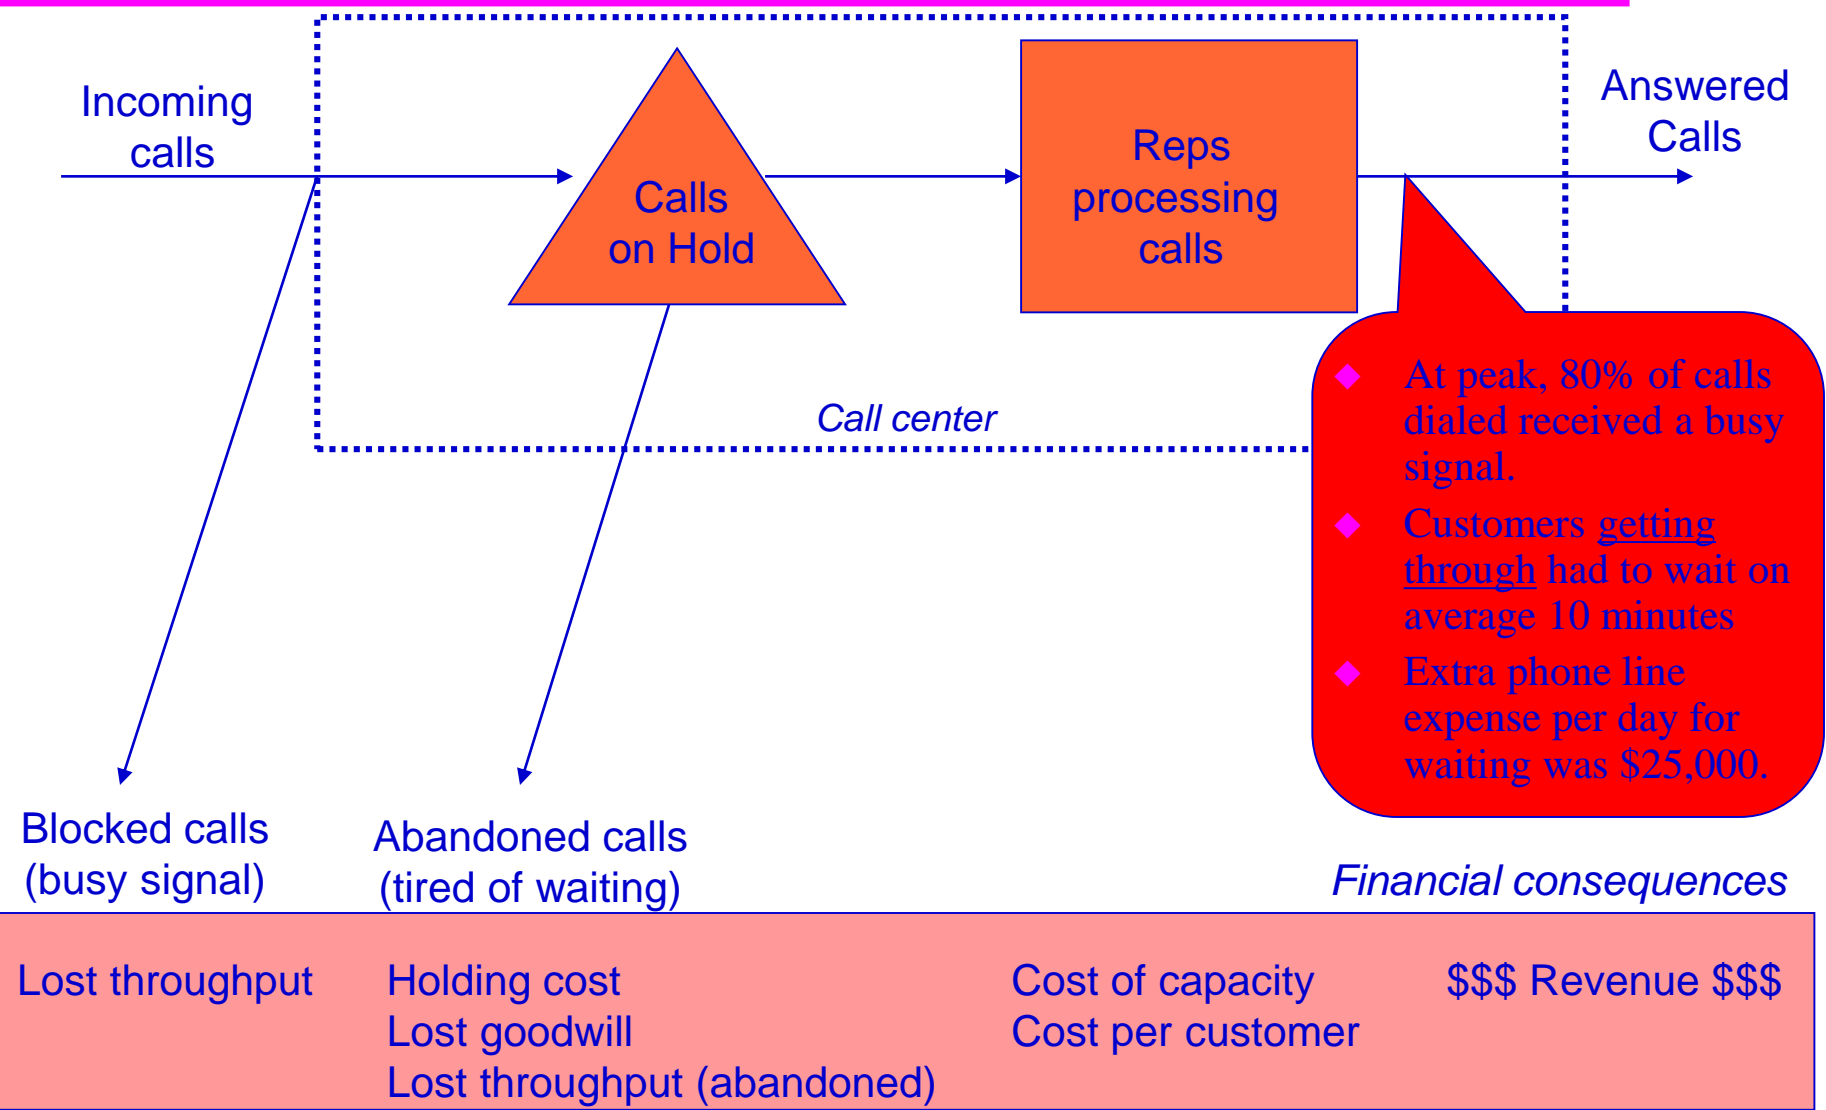 Incoming
calls
Calls
on Hold
Reps
processing
calls
Answered
Calls
Call center
At peak, 80% of calls
dialed received a busy
signal.
Customers getting
through had to wait on
average 10 minutes
Extra phone line
expense per day for
waiting was $25,000.
Blocked calls
(busy signal)
Abandoned calls
(tired of waiting)
Financial consequences
Lost throughput
Holding cost
Lost goodwill
Lost throughput (abandoned)
Cost of capacity
Cost per customer
$$$ Revenue $$$